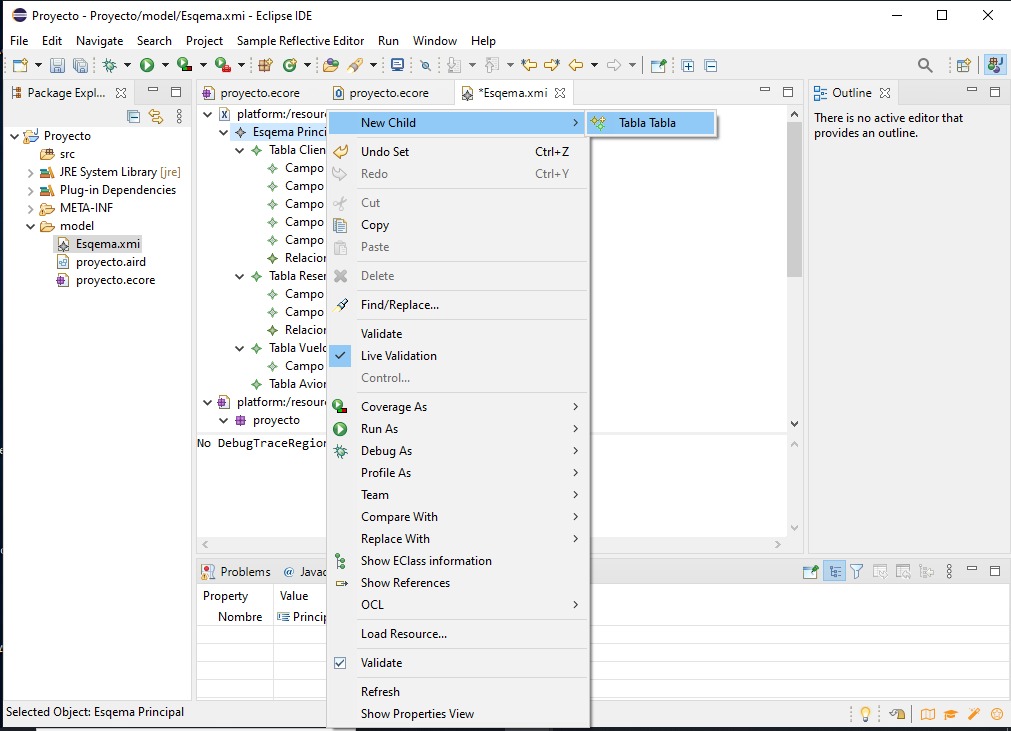 Proyecto - Proyecto/model/Esqema.xmi - Eclipse IDE
File Edit Navigate Search Project Sample Reflective Editor Run Window Help
Package Expl...
Proyecto
src
JRE System Library [jre]
Plug-in Dependencies
META-INF
model
Esqema.xmi
proyecto.aird
proyecto.ecore
proyecto.ecore proyecto.ecore *Esqema.xmi
platform:/resour
Esqema Princi
Tabla Clien
Campo
Campo
Campo
Campo
Campo
Relacion
Tabla Reser
Campo
Campo
Relacion
Tabla Vuelo
Campo
Tabla Avion
platform:/resour
proyecto
No DebugTraceRegion
New Child
Tabla Tabla
Undo Set Ctrl+Z
Redo Ctrl+Y
Cut
Copy
Paste
Delete
Find/Replace...
Validate
Live Validation
Control...
Coverage As
Run As
Debug As
Profile As
Team
Compare With
Replace With
Show EClass information
Show References
OCL
Load Resource...
Validate
Refresh
Show Properties View
Outline
There is no active editor that
provides an outline.
Problems @ Javad
Property Value
Nombre Princip
Selected Object: Esqema Principal